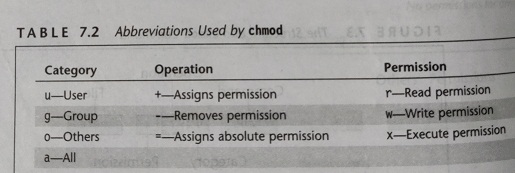 TABLE 7.2 Abbreviations Used by chmod
Category Operation Permission
u—User +—Assigns permission r—Read permission
g—Group -—Removes permission w—Write permission
o—Others =—Assigns absolute permission x—Execute permission
a—All